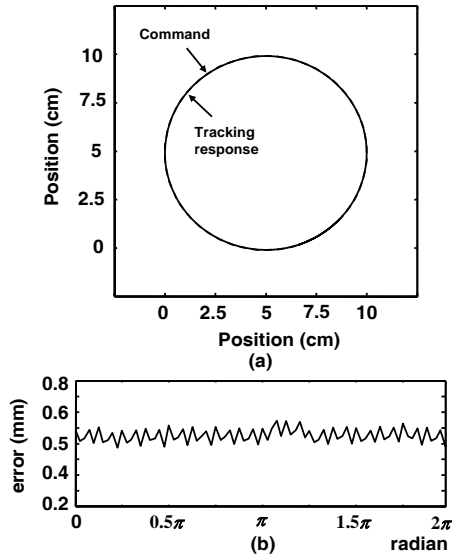 Command
Tracking
response
Position (cm)
10
7.5
5
2.5
0
0 2.5 5 7.5 10
Position (cm)
(a)
error (mm)
0.8
0.6
0.5
0.4
0.2
0 0.5π π 1.5π 2π
(b) radian